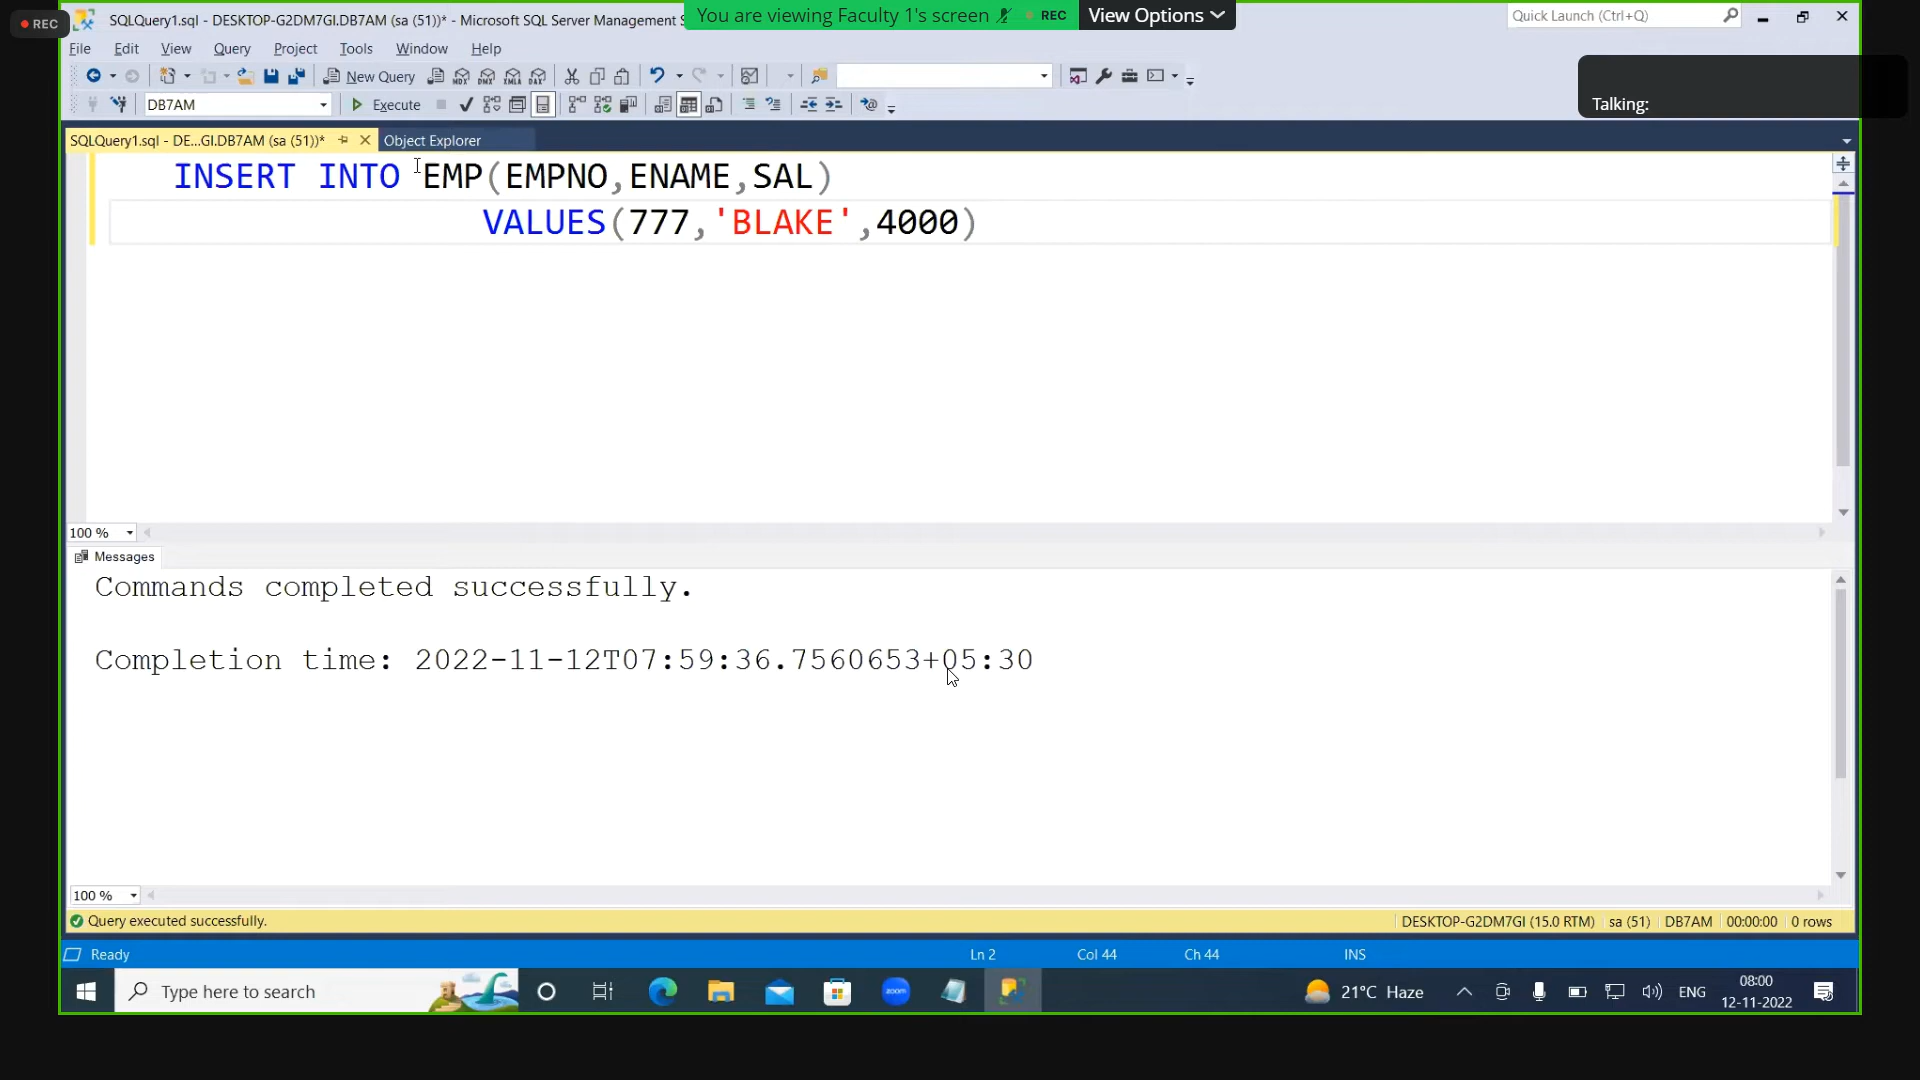 REC
SQLQuery1.sql - DESKTOP-G2DM7GI.DB7AM (sa (51))* - Microsoft SQL Server Management S
You are viewing Faculty 1's screen REC View Options
Quick Launch (Ctrl+Q)
File Edit View Query Project Tools Window Help
New Query MDX DMX XMLA DAX
Talking:
DB7AM Execute
SQLQuery1.sql - DE...GI.DB7AM (sa (51))* Object Explorer
INSERT INTO EMP(EMPNO,ENAME,SAL)
VALUES(777,'BLAKE',4000)
100 %
Messages
Commands completed successfully.
Completion time: 2022-11-12T07:59:36.7560653+05:30
100 %
Query executed successfully. DESKTOP-G2DM7GI (15.0 RTM) sa (51) DB7AM 00:00:00 0 rows
Ready Ln 2 Col 44 Ch 44 INS
Type here to search zoom 21°C Haze ENG 08:00
12-11-2022